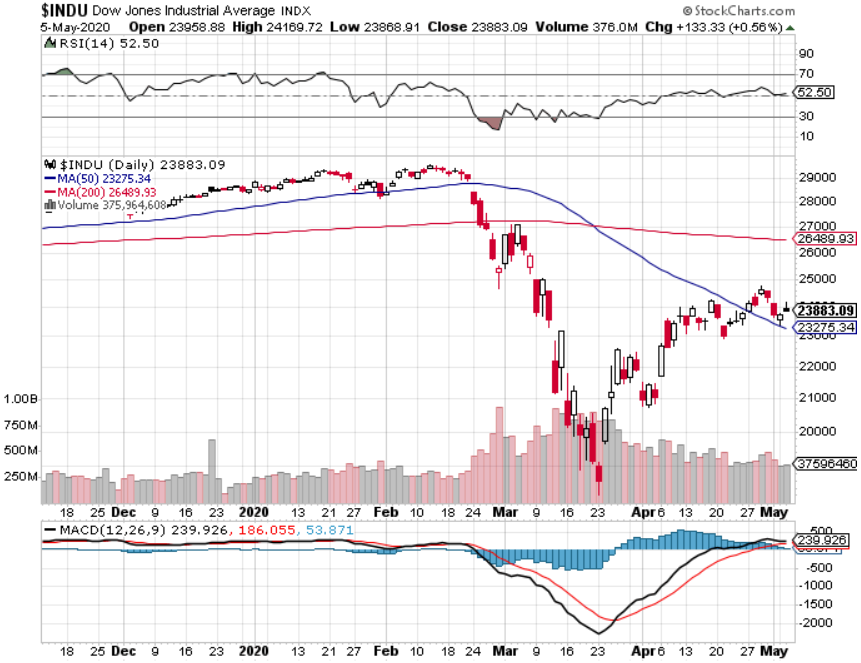 $INDU Dow Jones Industrial Average INDX
© StockCharts.com
5-May-2020 Open 23958.88 High 24169.72 Low 23868.91 Close 23883.09 Volume 376.0M Chg +133.33 (+0.56%)
RSI(14) 52.50
90
70
52.50
30
10
$INDU (Daily) 23883.09
MA(50) 23275.34
MA(200) 26489.93
Volume 375,964,608
29000
28000
27000
26489.93
26000
25000
23883.09
23275.34
23000
22000
21000
20000
1.00B
750M
500M
250M
37596460
18 25 Dec 9 16 23 2020 13 21 27 Feb 10 18 24 Mar 9 16 23 Apr 6 13 20 27 May
MACD(12,26,9) 239.926, 186.055, 53.871
500
239.926
-500
-1000
-1500
-2000
18 25 Dec 9 16 23 2020 13 21 27 Feb 10 18 24 Mar 9 16 23 Apr 6 13 20 27 May